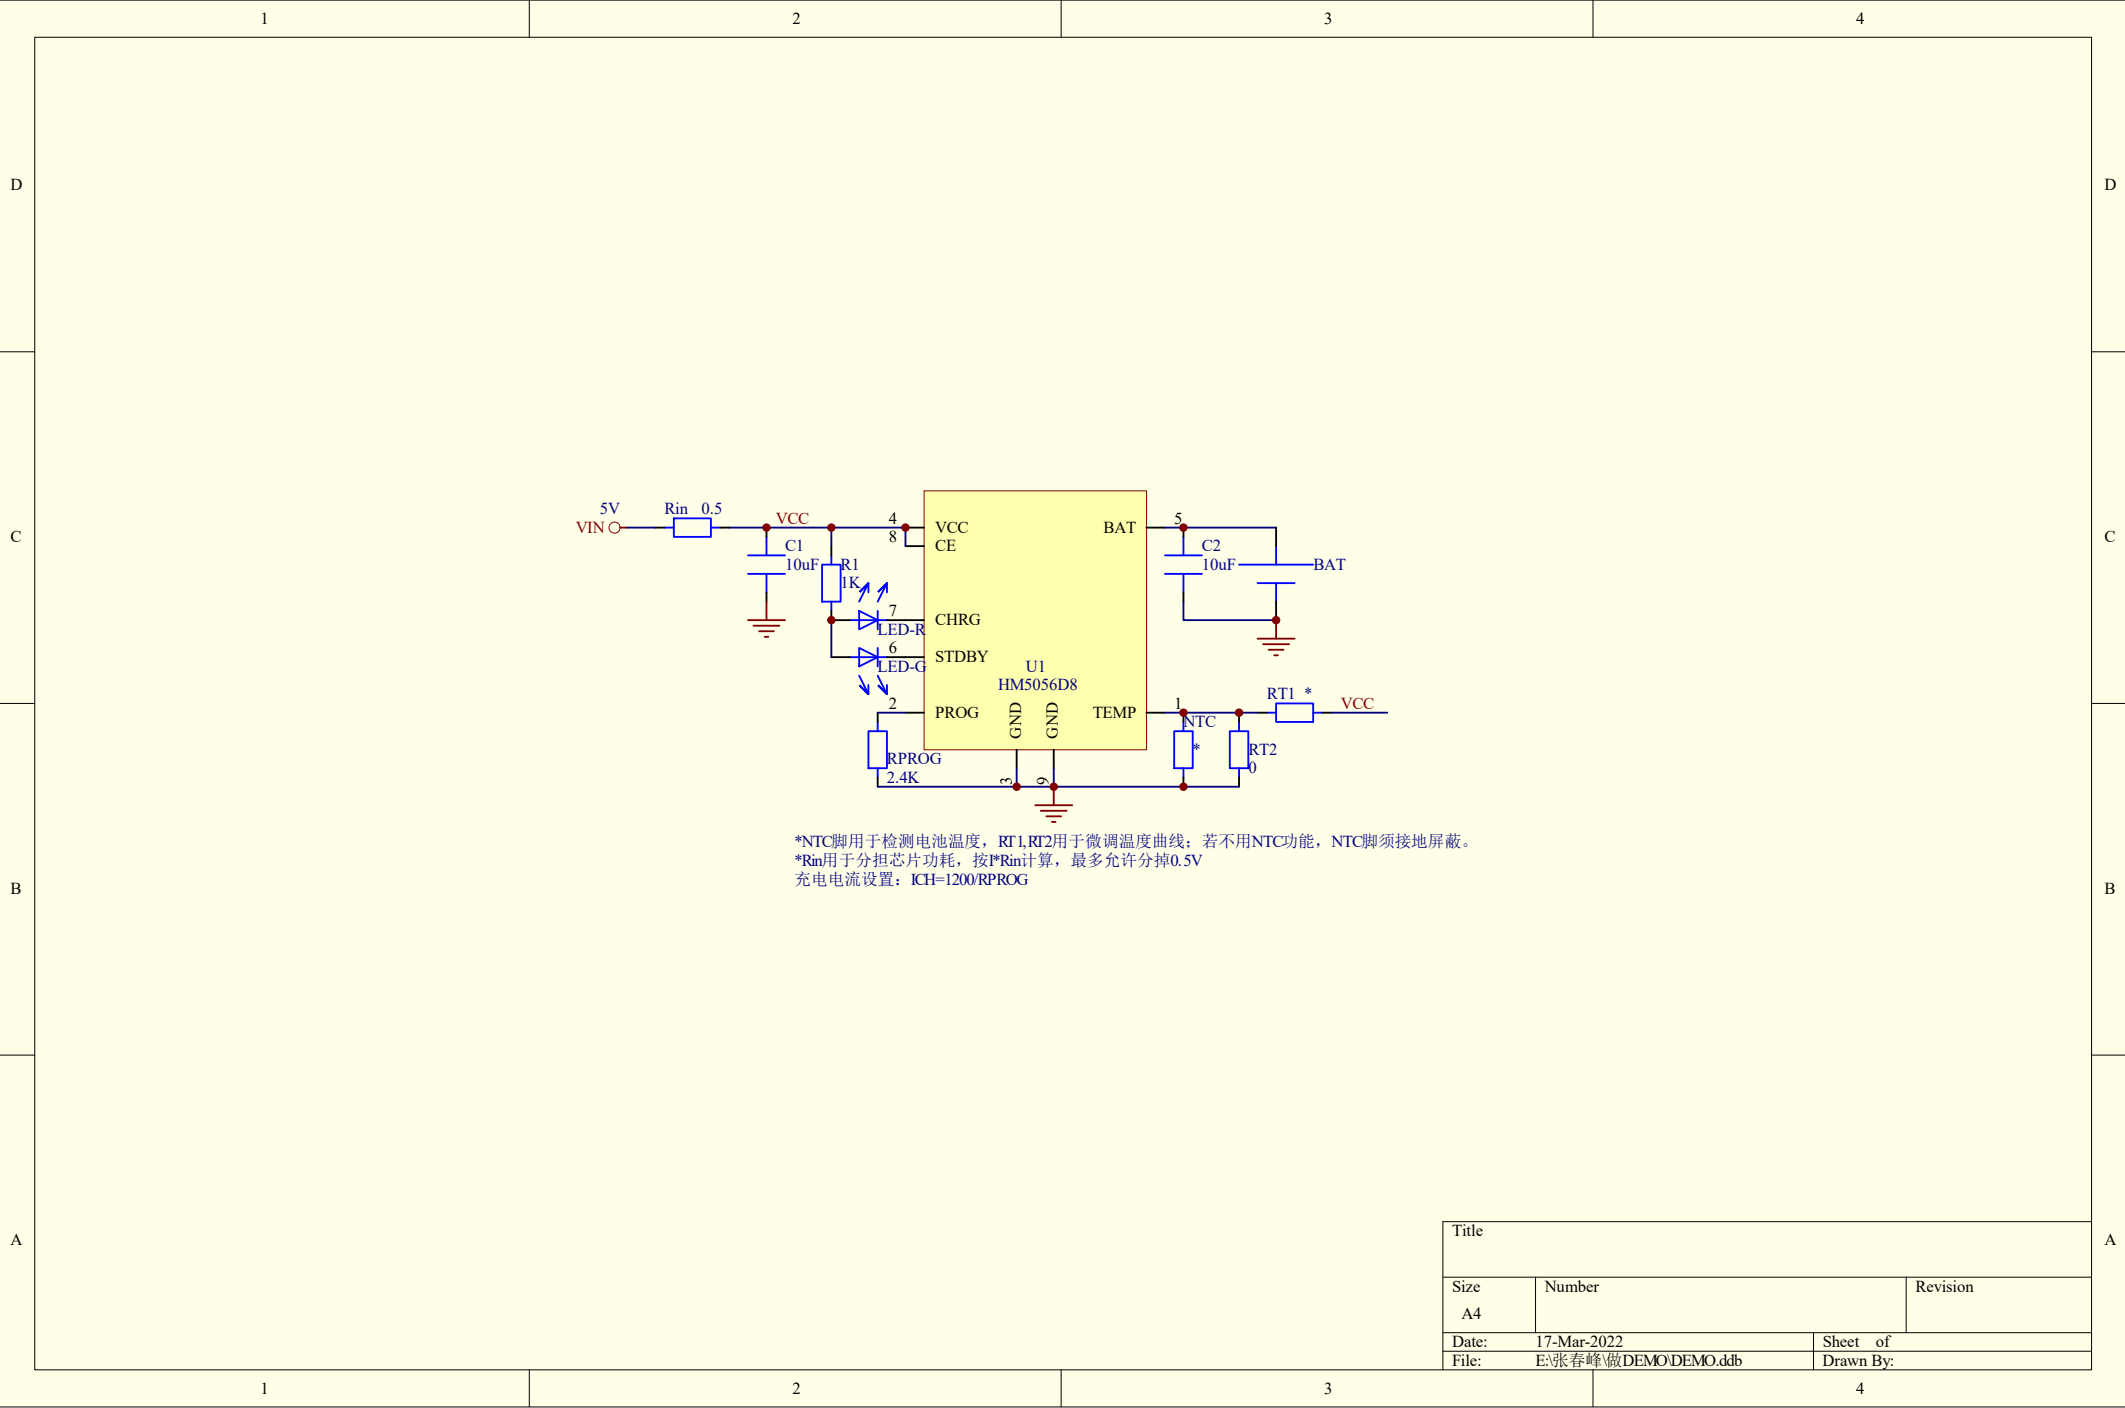 1 2 3 4
D D
5V Rin 0.5
VIN VCC 4 VCC BAT 5
8 CE
C C
C1 10uF
R1 1K
C2 10uF
BAT
7 CHRG
LED-R
6 STDBY
LED-G
U1
HM5056D8
RT1 *
VCC
2 PROG GND GND TEMP 1
NTC
*
RPROG
2.4K
RT2
0
3 9
*NTC脚用于检测电池温度，RT1,RT2用于微调温度曲线；若不用NTC功能，NTC脚须接地屏蔽。
*Rin用于分担芯片功耗，按I*Rin计算，最多允许分掉0.5V
充电电流设置：ICH=1200/RPROG
B B
A A
Title
Size Number Revision
A4
Date: 17-Mar-2022 Sheet of
File: E:\张春峰\做DEMO\DEMO.ddb Drawn By:
1 2 3 4